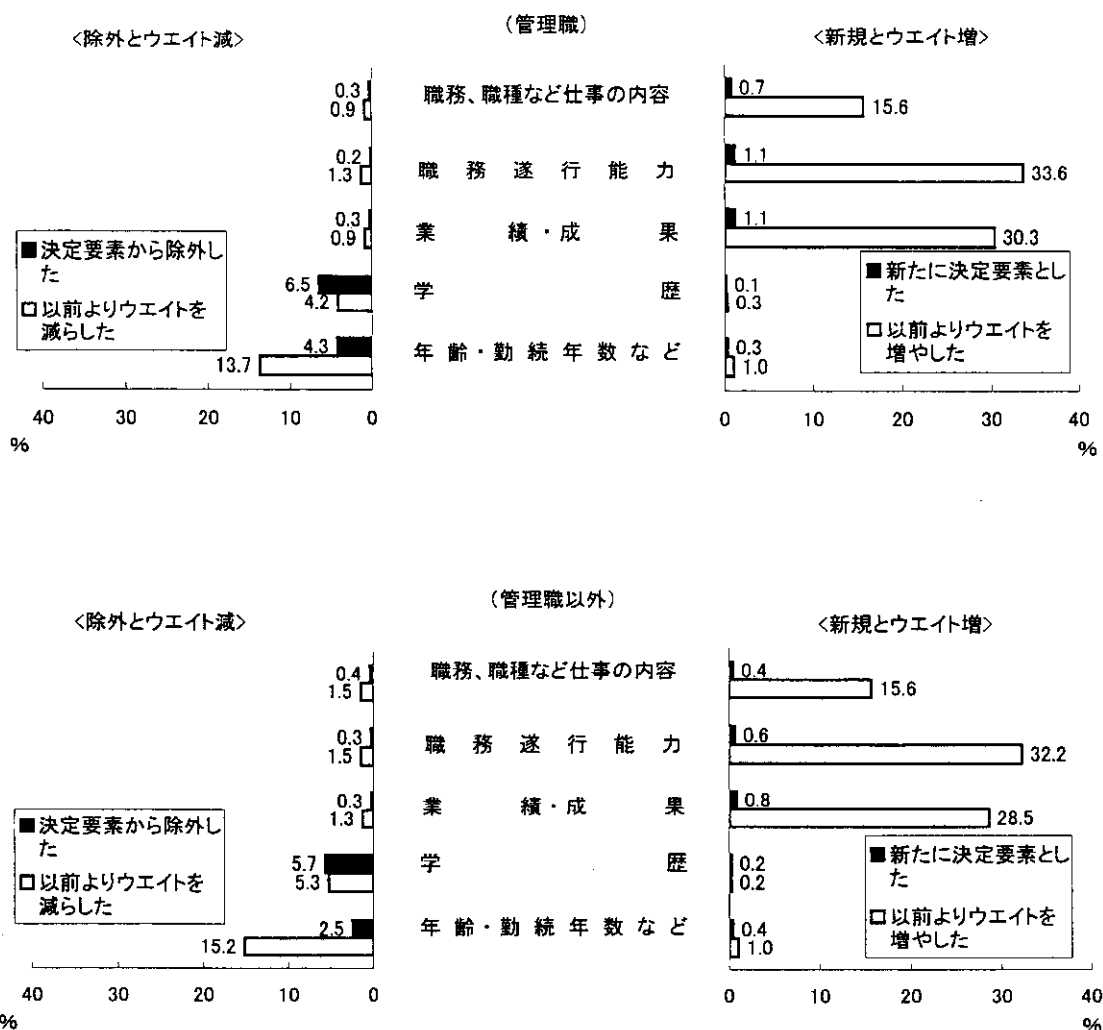 (管理職)
<除外とウエイト減>
<新規とウエイト増>
0.3
0.9
職務、職種など仕事の内容
0.7
15.6
0.2
1.3
職務遂行能力
1.1
33.6
0.3
0.9
業績・成果
1.1
30.3
■決定要素から除外し
た
□以前よりウエイトを
減らした
6.5
4.2
学歴
0.1
0.3
■新たに決定要素とし
た
□以前よりウエイトを
増やした
4.3
13.7
年齢・勤続年数など
0.3
1.0
40 30 20 10 0
%
0 10 20 30 40
%
(管理職以外)
<除外とウエイト減>
<新規とウエイト増>
0.4
1.5
職務、職種など仕事の内容
0.4
15.6
0.3
1.5
職務遂行能力
0.6
32.2
0.3
1.3
業績・成果
0.8
28.5
■決定要素から除外し
た
□以前よりウエイトを
減らした
5.7
5.3
学歴
0.2
0.2
■新たに決定要素とし
た
□以前よりウエイトを
増やした
2.5
15.2
年齢・勤続年数など
0.4
1.0
40 30 20 10 0
%
0 10 20 30 40
%